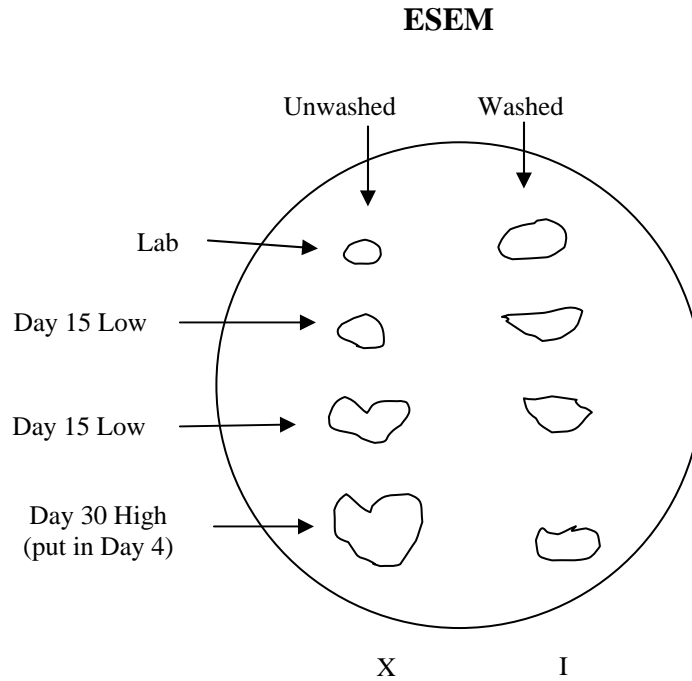 ESEM
Unwashed Washed
Lab
Day 15 Low
Day 15 Low
Day 30 High
(put in Day 4)
X I